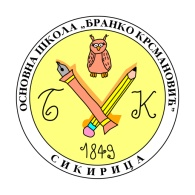 ОСНОВНА ШКОЛА „БРАНКО КРСМАНОВИЋ“
Б К
1849
СИКИРИЦА